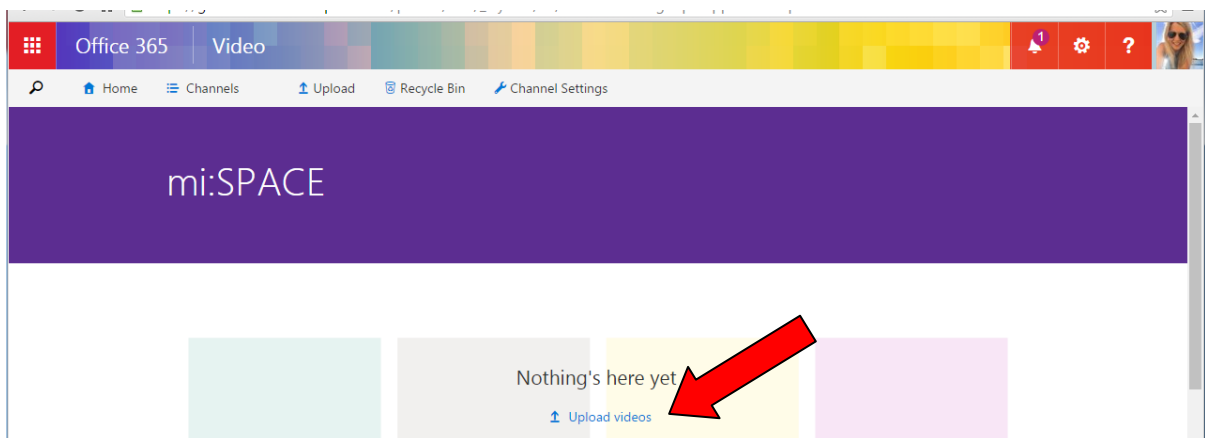 Office 365 Video
1
?
Home Channels Upload Recycle Bin Channel Settings
mi:SPACE
Nothing's here yet
Upload videos